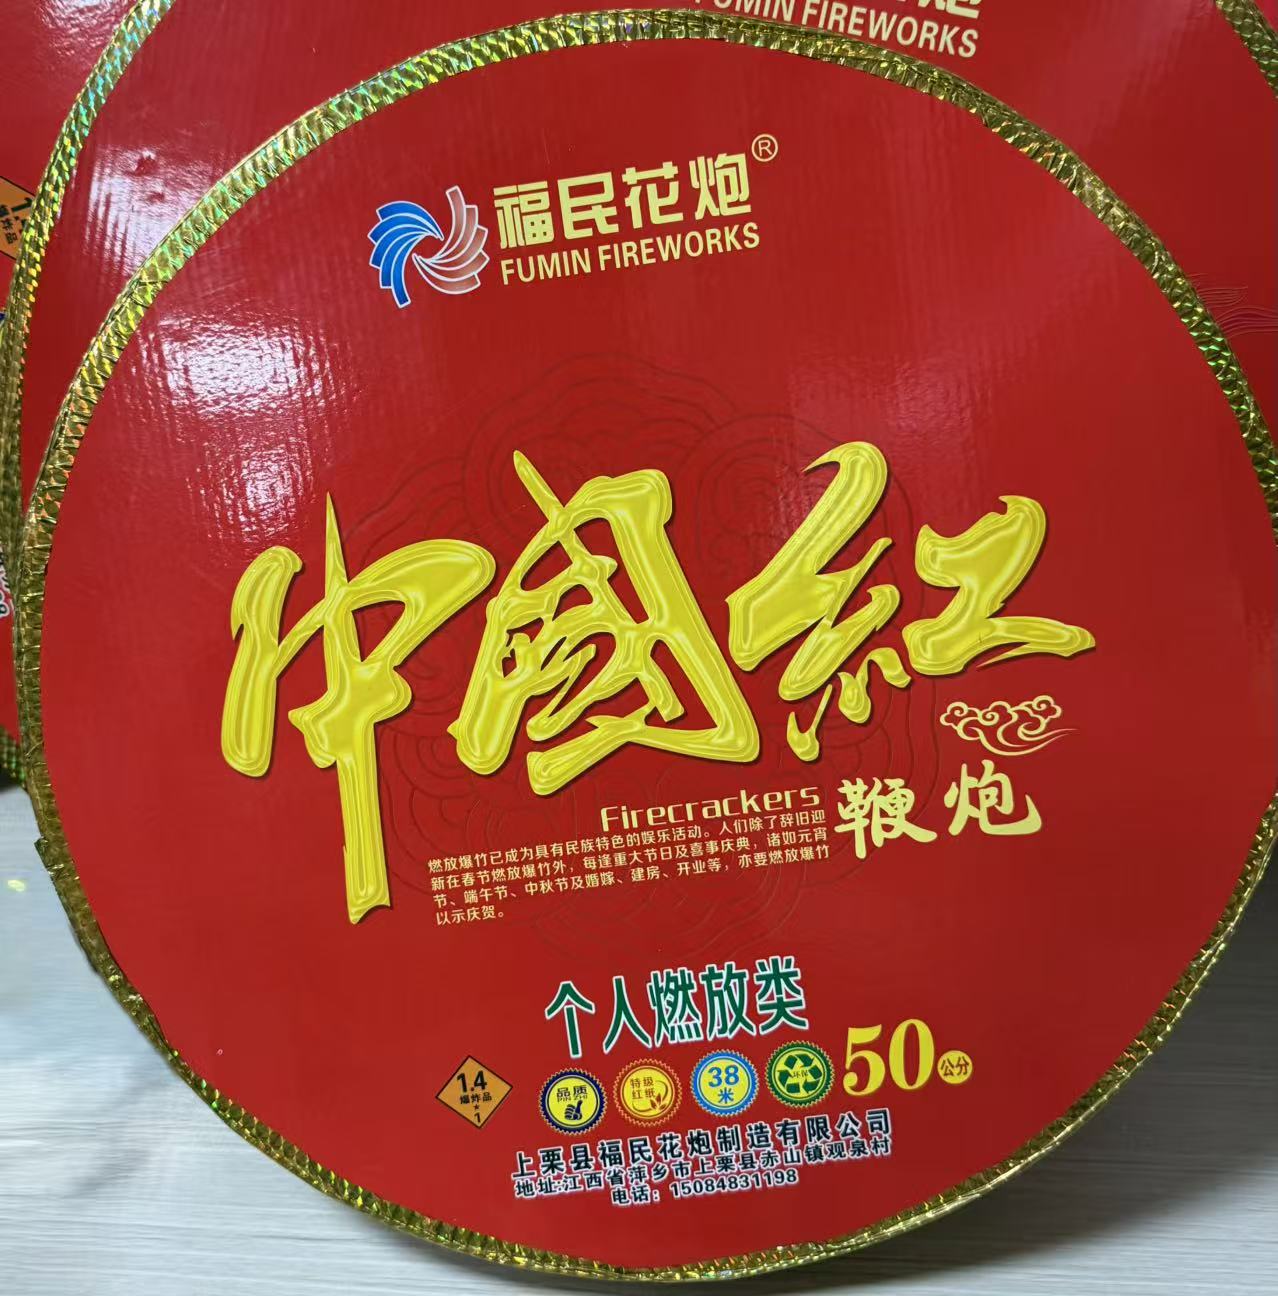 UMIN FIREWORKS
福民花炮®
FUMIN FIREWORKS
中國紅
Firecrackers
鞭炮
燃放爆竹已成为具有民族特色的娱乐活动。人们除了辞旧迎
新在春节燃放爆竹外，每逢重大节日及喜事庆典，诸如元宵
节、端午节、中秋节及婚嫁、建房、开业等，亦要燃放爆竹
以示庆贺。
个人燃放类
1.4
爆炸品
1
品质
PIN ZHI
特级
红纸
38
米
环保
50公分
上栗县福民花炮制造有限公司
地址:江西省萍乡市上栗县赤山镇观泉村
电话：15084831198